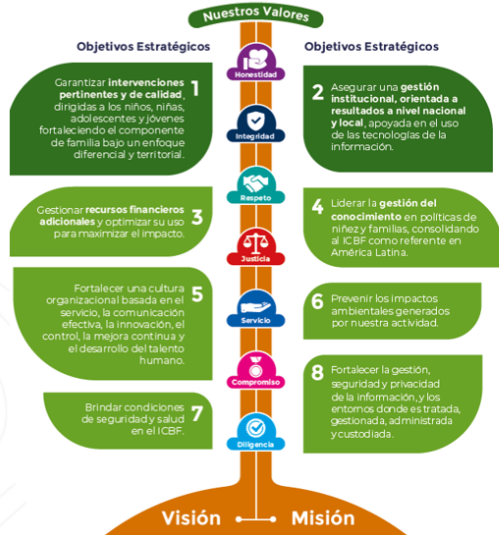 Nuestros Valores
Objetivos Estratégicos
Objetivos Estratégicos
Honestidad
1
Garantizar intervenciones
pertinentes y de calidad,
dirigidas a los niños, niñas,
adolescentes y jóvenes
fortaleciendo el componente
de familia bajo un enfoque
diferencial y territorial.
2
Asegurar una gestión
institucional, orientada a
resultados a nivel nacional
y local, apoyada en el uso
de las tecnologías de la
información.
Integridad
Respeto
3
Gestionar recursos financieros
adicionales y optimizar su uso
para maximizar el impacto.
4
Liderar la gestión del
conocimiento en políticas de
niñez y familias, consolidando
al ICBF como referente en
América Latina.
Justicia
5
Fortalecer una cultura
organizacional basada en el
servicio, la comunicación
efectiva, la innovación, el
control, la mejora continua y
el desarrollo del talento
humano.
6
Prevenir los impactos
ambientales generados
por nuestra actividad.
Servicio
Compromiso
7
Brindar condiciones
de seguridad y salud
en el ICBF.
8
Fortalecer la gestión,
seguridad y privacidad
de la información, y los
entornos donde es tratada,
gestionada, administrada
y custodiada.
Diligencia
Visión
Misión